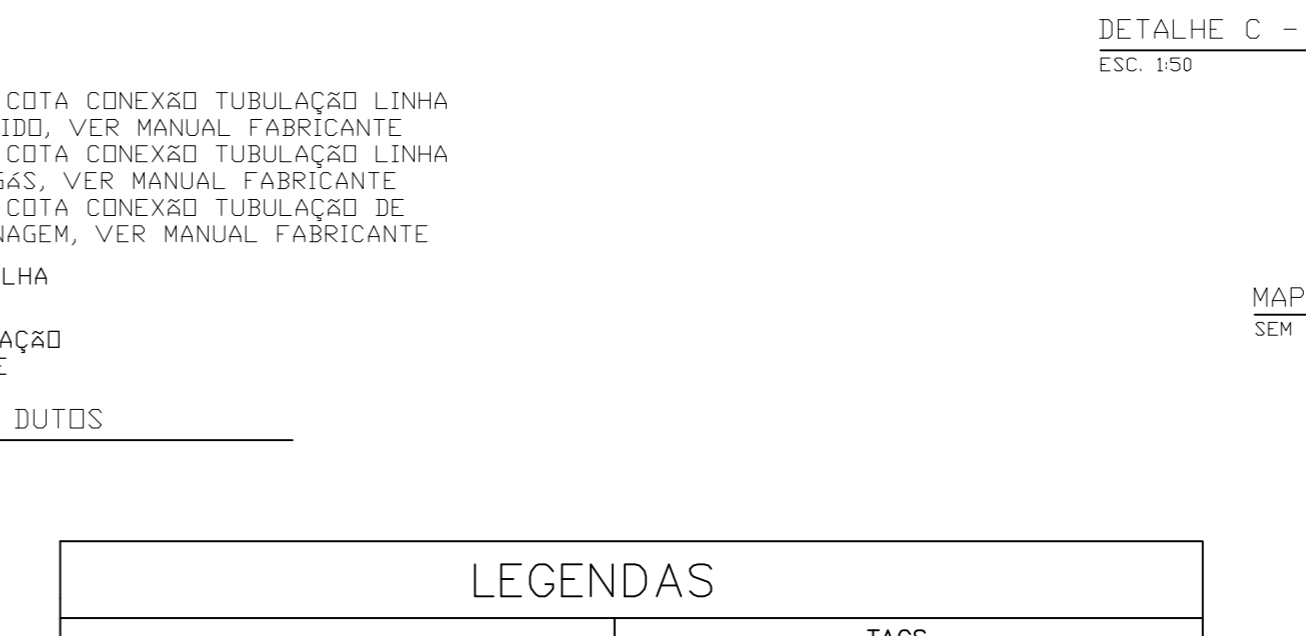 DETALHE C -
ESC. 1:50
COTA CONEXÃO TUBULAÇÃO LINHA
IDO, VER MANUAL FABRICANTE
COTA CONEXÃO TUBULAÇÃO LINHA
GÁS, VER MANUAL FABRICANTE
COTA CONEXÃO TUBULAÇÃO DE
NAGEM, VER MANUAL FABRICANTE
LHA
AÇÃO
E
DUTOS
MAP
SEM
LEGENDAS
TAGS